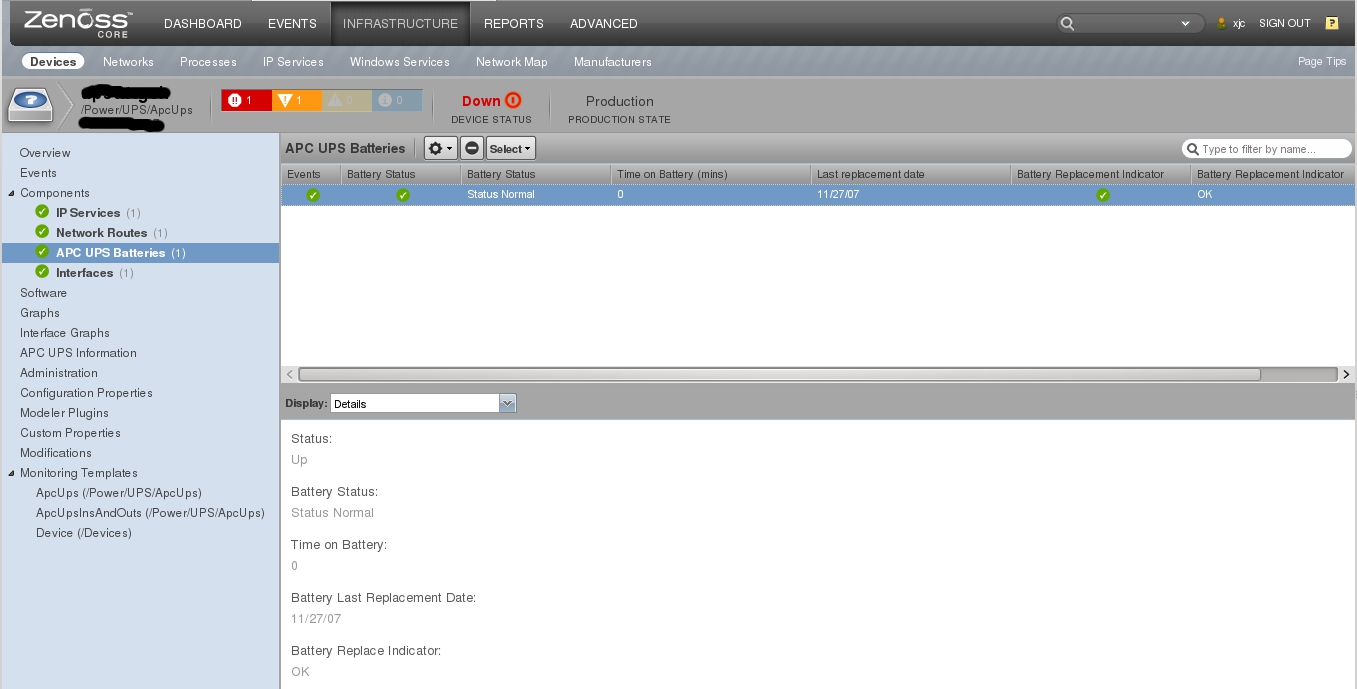 Zenoss™ CORE DASHBOARD EVENTS INFRASTRUCTURE REPORTS ADVANCED xjc SIGN OUT ?
Devices Networks Processes IP Services Windows Services Network Map Manufacturers Page Tips
/Power/UPS/ApcUps 1 1 0 0 Down Production
DEVICE STATUS PRODUCTION STATE
Overview
Events
Components
IP Services (1)
Network Routes (1)
APC UPS Batteries (1)
Interfaces (1)
Software
Graphs
Interface Graphs
APC UPS Information
Administration
Configuration Properties
Modeler Plugins
Custom Properties
Modifications
Monitoring Templates
ApcUps (/Power/UPS/ApcUps)
ApcUpsInsAndOuts (/Power/UPS/ApcUps)
Device (/Devices)
APC UPS Batteries Select Type to filter by name...
Events Battery Status Battery Status Time on Battery (mins) Last replacement date Battery Replacement Indicator Battery Replacement Indicator
Status Normal 0 11/27/07 OK
Display: Details
Status:
Up
Battery Status:
Status Normal
Time on Battery:
0
Battery Last Replacement Date:
11/27/07
Battery Replace Indicator:
OK